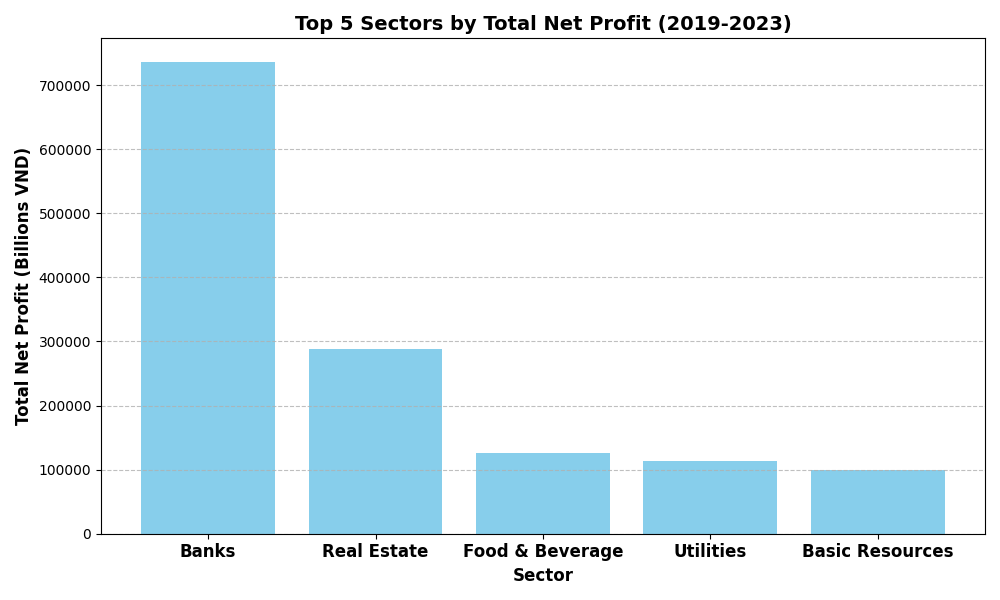 Top 5 Sectors by Total Net Profit (2019-2023)
Total Net Profit (Billions VND)
700000
600000
500000
400000
300000
200000
100000
0
Banks
Real Estate
Food & Beverage
Utilities
Basic Resources
Sector